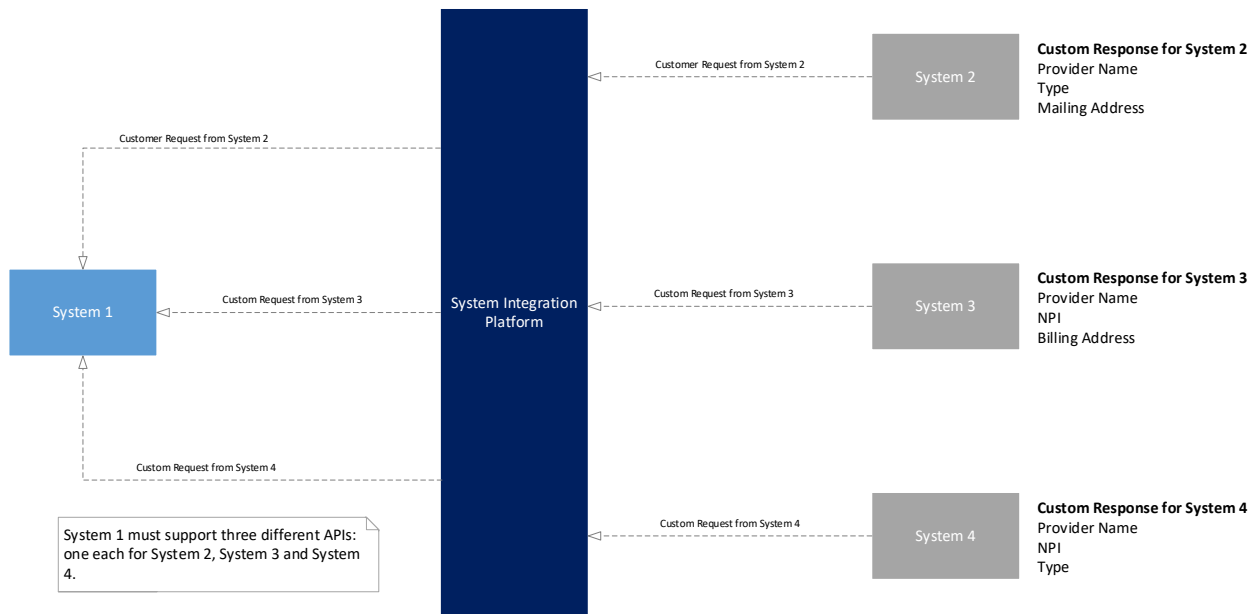 Customer Request from System 2
System 2
Custom Response for System 2
Provider Name
Type
Mailing Address
Customer Request from System 2
System 1
Custom Request from System 3
System Integration
Platform
Custom Request from System 3
System 3
Custom Response for System 3
Provider Name
NPI
Billing Address
Custom Request from System 4
System 1 must support three different APIs:
one each for System 2, System 3 and System
4.
Custom Request from System 4
System 4
Custom Response for System 4
Provider Name
NPI
Type